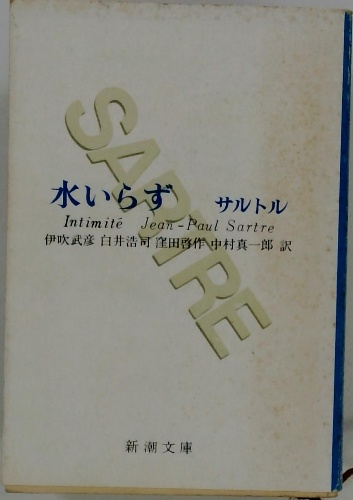 SARTRE
水いらず サルトル
Intimité Jean-Paul Sartre
伊吹武彦 白井浩司 窪田啓作 中村真一郎 訳
新潮文庫